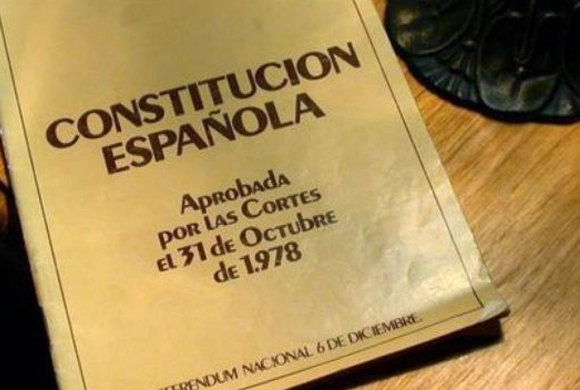 CONSTITUCION
ESPAÑOLA
Aprobada
por las Cortes
el 31 de Octubre
de 1.978
NACIONAL 6 DE DICIEMBRE.